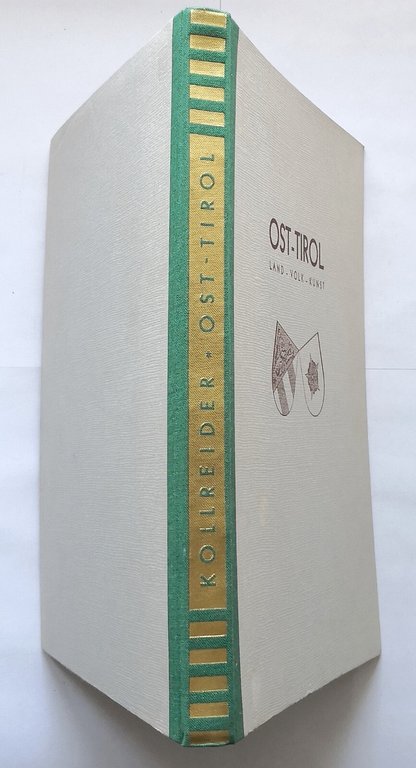 KOLLREIDER - OST-TIROL
OST-TIROL
LAND - VOLK - KUNST